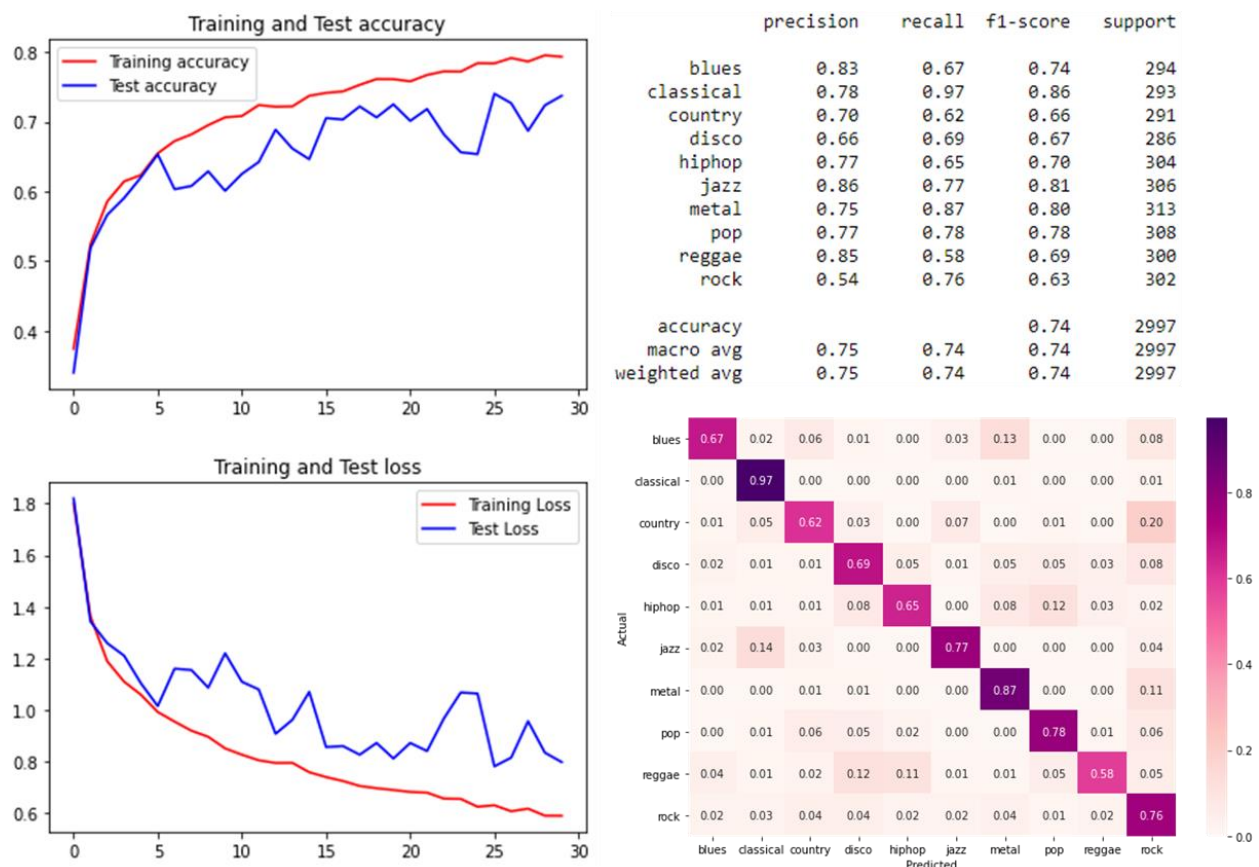 Training and Test accuracy
Training accuracy
Test accuracy
0.8
0.7
0.6
0.5
0.4
0 5 10 15 20 25 30
Training and Test loss
Training Loss
Test Loss
1.8
1.6
1.4
1.2
1.0
0.8
0.6
0 5 10 15 20 25 30
precision recall f1-score support
blues 0.83 0.67 0.74 294
classical 0.78 0.97 0.86 293
country 0.70 0.62 0.66 291
disco 0.66 0.69 0.67 286
hiphop 0.77 0.65 0.70 304
jazz 0.86 0.77 0.81 306
metal 0.75 0.87 0.80 313
pop 0.77 0.78 0.78 308
reggae 0.85 0.58 0.69 300
rock 0.54 0.76 0.63 302
accuracy 0.74 2997
macro avg 0.75 0.74 0.74 2997
weighted avg 0.75 0.74 0.74 2997
Actual
blues 0.67 0.02 0.06 0.01 0.00 0.03 0.13 0.00 0.00 0.08
classical 0.00 0.97 0.00 0.00 0.00 0.00 0.01 0.00 0.00 0.01
country 0.01 0.05 0.62 0.03 0.00 0.07 0.00 0.01 0.00 0.20
disco 0.02 0.01 0.01 0.69 0.05 0.01 0.05 0.05 0.03 0.08
hiphop 0.01 0.01 0.01 0.08 0.65 0.00 0.08 0.12 0.03 0.02
jazz 0.02 0.14 0.03 0.00 0.00 0.77 0.00 0.00 0.00 0.04
metal 0.00 0.00 0.01 0.01 0.00 0.00 0.87 0.00 0.00 0.11
pop 0.00 0.01 0.06 0.05 0.02 0.00 0.00 0.78 0.01 0.06
reggae 0.04 0.01 0.02 0.12 0.11 0.01 0.01 0.05 0.58 0.05
rock 0.02 0.03 0.04 0.04 0.02 0.02 0.04 0.01 0.02 0.76
blues classical country disco hiphop jazz metal pop reggae rock
Predicted
0.8
0.6
0.4
0.2
0.0